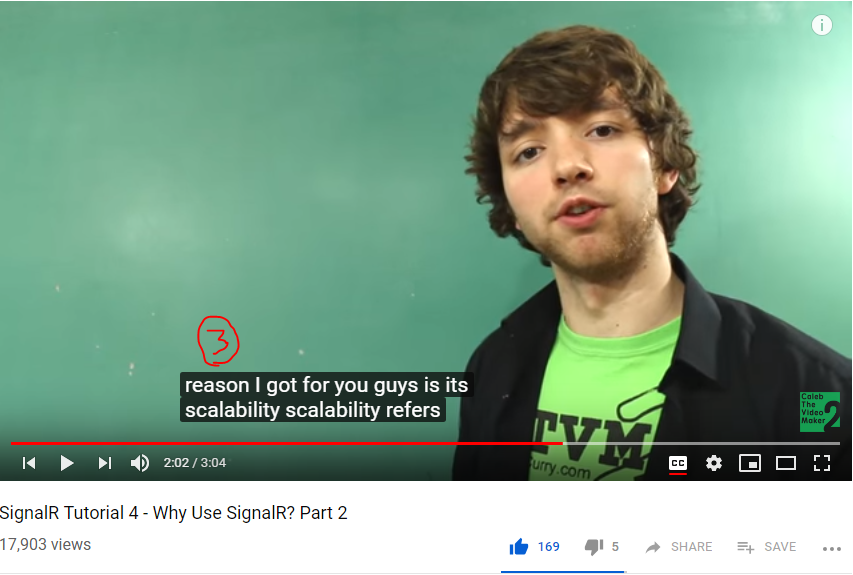 3
reason I got for you guys is its
scalability scalability refers
TVM
urry.com
Caleb
The
Video
Maker
2
2:02 / 3:04
CC
SignalR Tutorial 4 - Why Use SignalR? Part 2
17,903 views
169
5
SHARE
SAVE